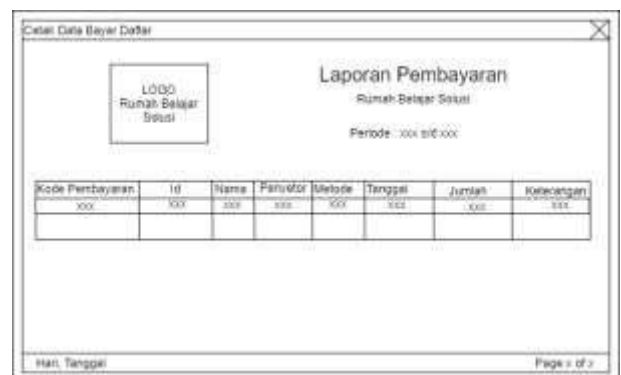 Cetak Data Bayar Daftar
LOGO
Rumah Belajar
Solusi
Laporan Pembayaran
Rumah Belajar Solusi
Periode : xxx s/d xxx
Kode Pembayaran Id Nama Penyetor Metode Tanggal Jumlah Keterangan
xxx xxx xxx xxx xxx xxx xxx xxx
Hari, Tanggal
Page x of x